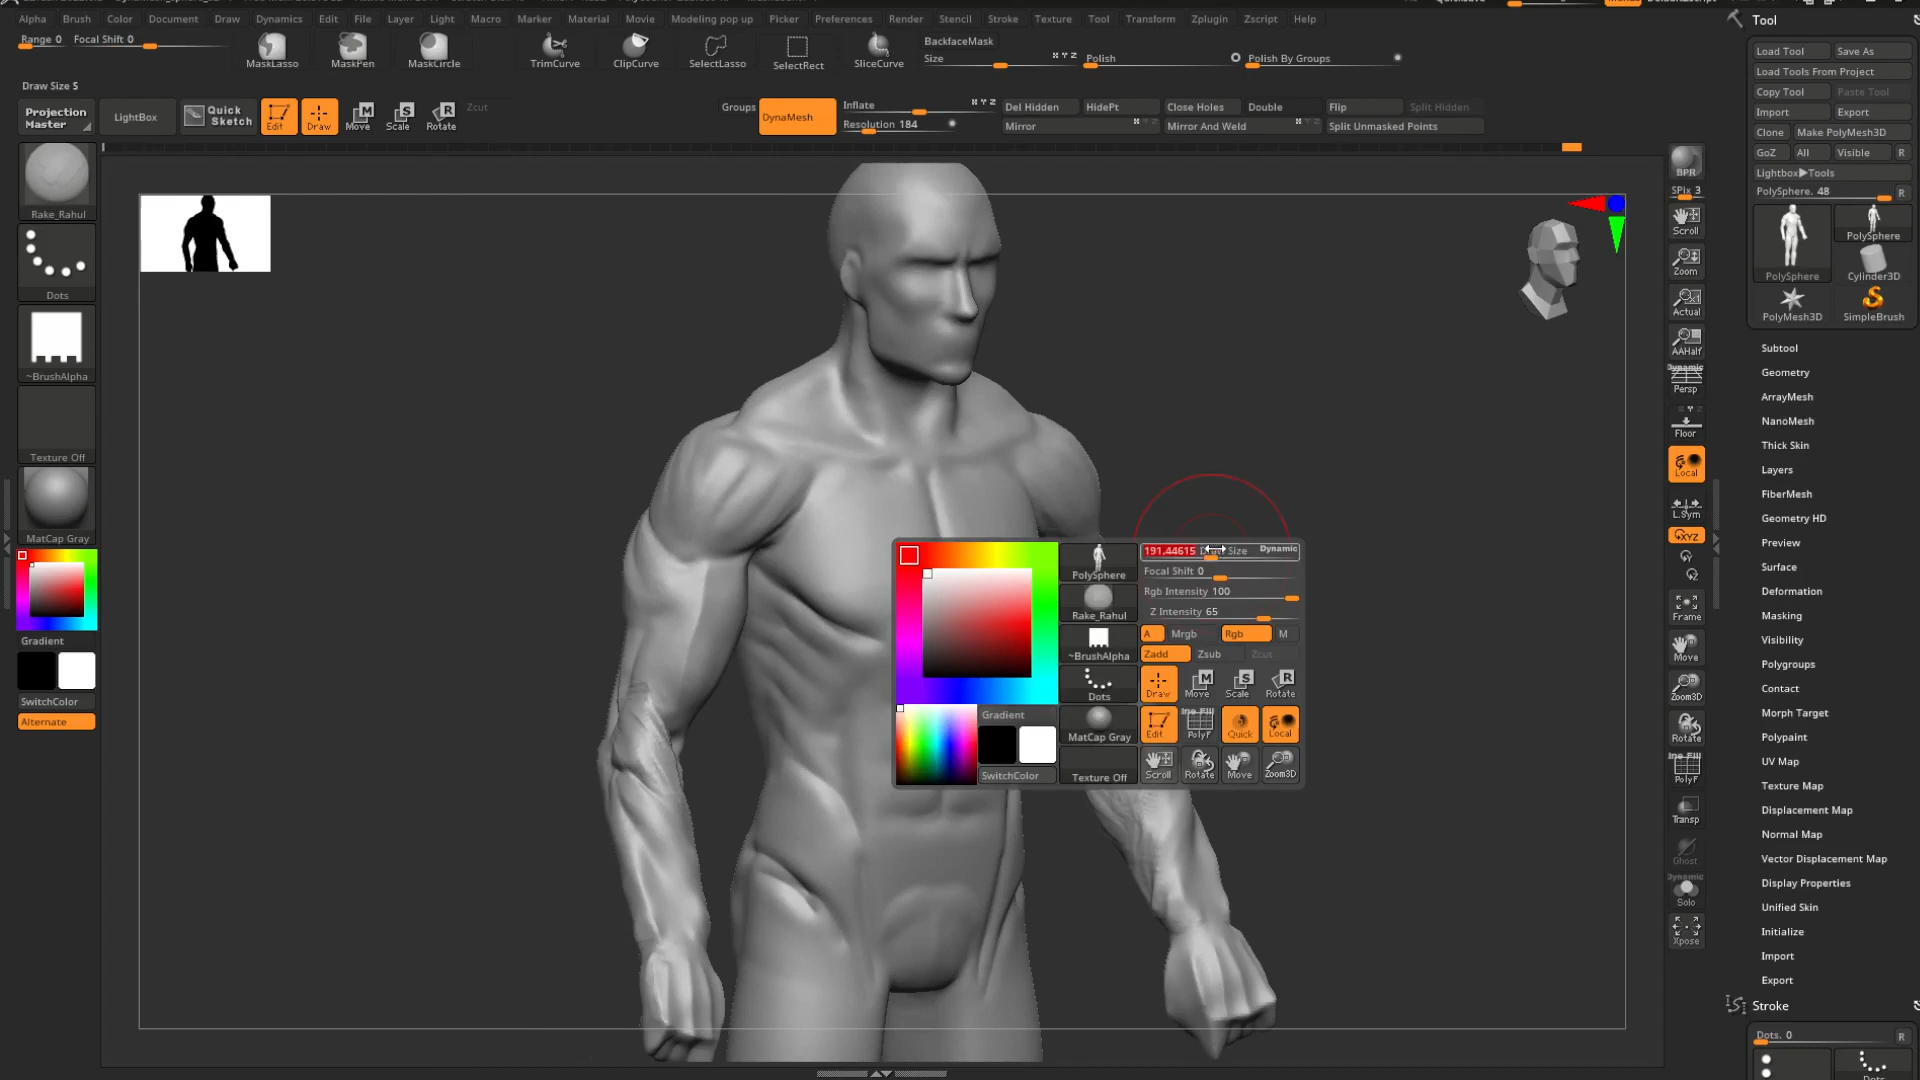 Alpha Brush Color Document Draw Dynamics Edit File Layer Light Macro Marker Material Movie Modeling pop up Picker Preferences Render Stencil Stroke Texture Tool Transform Zplugin Zscript Help
Range 0 Focal Shift 0
MaskLasso MaskPen MaskCircle TrimCurve ClipCurve SelectLasso SelectRect SliceCurve
BackfaceMask
Size X Y Z Polish Polish By Groups
Draw Size 5
Projection Master
LightBox
Quick Sketch
Edit Draw Move Scale Rotate
Zcut
Groups
DynaMesh
Inflate X Y Z
Resolution 184
Del Hidden HidePt Close Holes Double Flip Split Hidden
Mirror Mirror And Weld Split Unmasked Points
Rake_Rahul
Dots
~BrushAlpha
Texture Off
MatCap Gray
Gradient
SwitchColor
Alternate
PolySphere
Rake_Rahul
~BrushAlpha
Dots
MatCap Gray
Texture Off
Gradient
SwitchColor
191.44615 Draw Size Dynamic
Focal Shift 0
Rgb Intensity 100
Z Intensity 65
A Mrgb Rgb M
Zadd Zsub Zcut
Draw Move Scale Rotate
Edit PolyF Quick Local
Scroll Rotate Move Zoom3D
BPR
SPix 3
Scroll
Zoom
Actual
AAHalf
Dynamic
Persp
Floor
Local
L.Sym
XYZ
Frame
Move
Zoom3D
Rotate
PolyF
Transp
Ghost
Dynamic
Solo
Xpose
Tool
Load Tool Save As
Load Tools From Project
Copy Tool Paste Tool
Import Export
Clone Make PolyMesh3D
GoZ All Visible R
Lightbox▶Tools
PolySphere. 48 R
PolySphere
PolySphere
Cylinder3D
PolyMesh3D
SimpleBrush
Subtool
Geometry
ArrayMesh
NanoMesh
Thick Skin
Layers
FiberMesh
Geometry HD
Preview
Surface
Deformation
Masking
Visibility
Polygroups
Contact
Morph Target
Polypaint
UV Map
Texture Map
Displacement Map
Normal Map
Vector Displacement Map
Display Properties
Unified Skin
Initialize
Import
Export
Stroke
Dots. 0 R